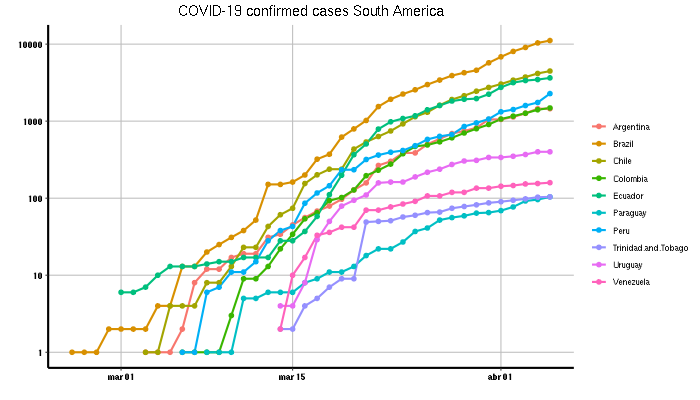 COVID-19 confirmed cases South America
10000
1000
100
10
1
mar 01
mar 15
abr 01
Argentina
Brazil
Chile
Colombia
Ecuador
Paraguay
Peru
Trinidad.and.Tobago
Uruguay
Venezuela